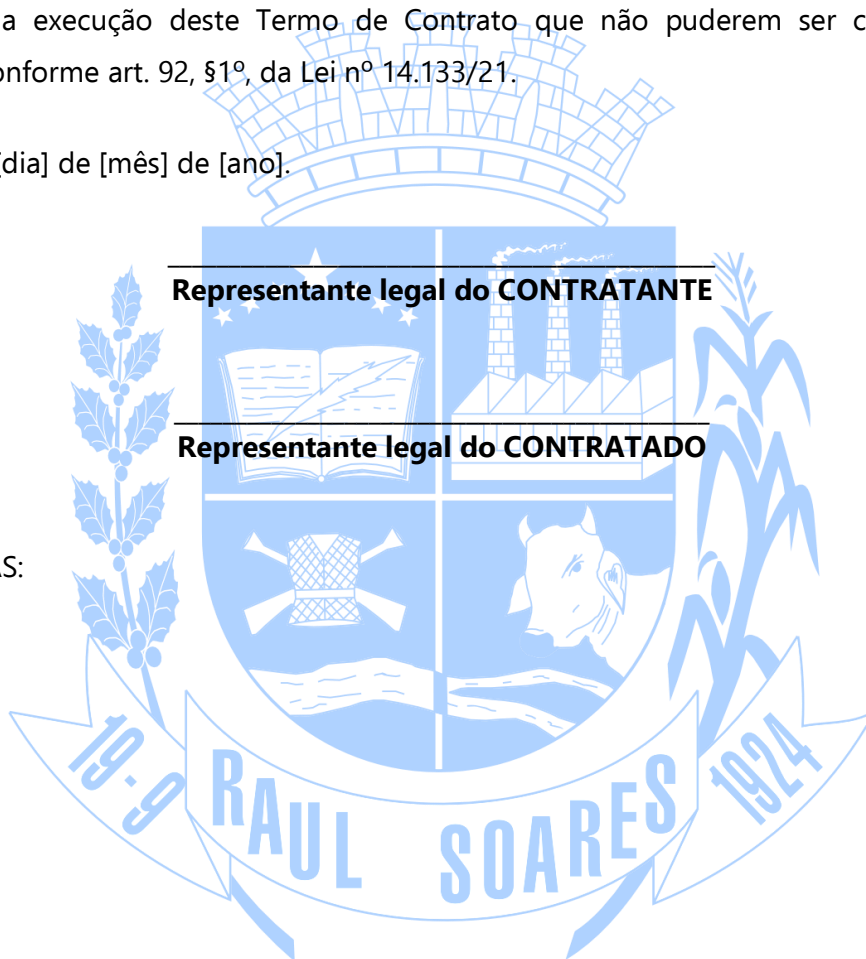 a execução deste Termo de Contrato que não puderem ser
onforme art. 92, §1º, da Lei nº 14.133/21.
[dia] de [mês] de [ano].
Representante legal do CONTRATANTE
Representante legal do CONTRATADO
AS:
19-9 RAUL SOARES 1924